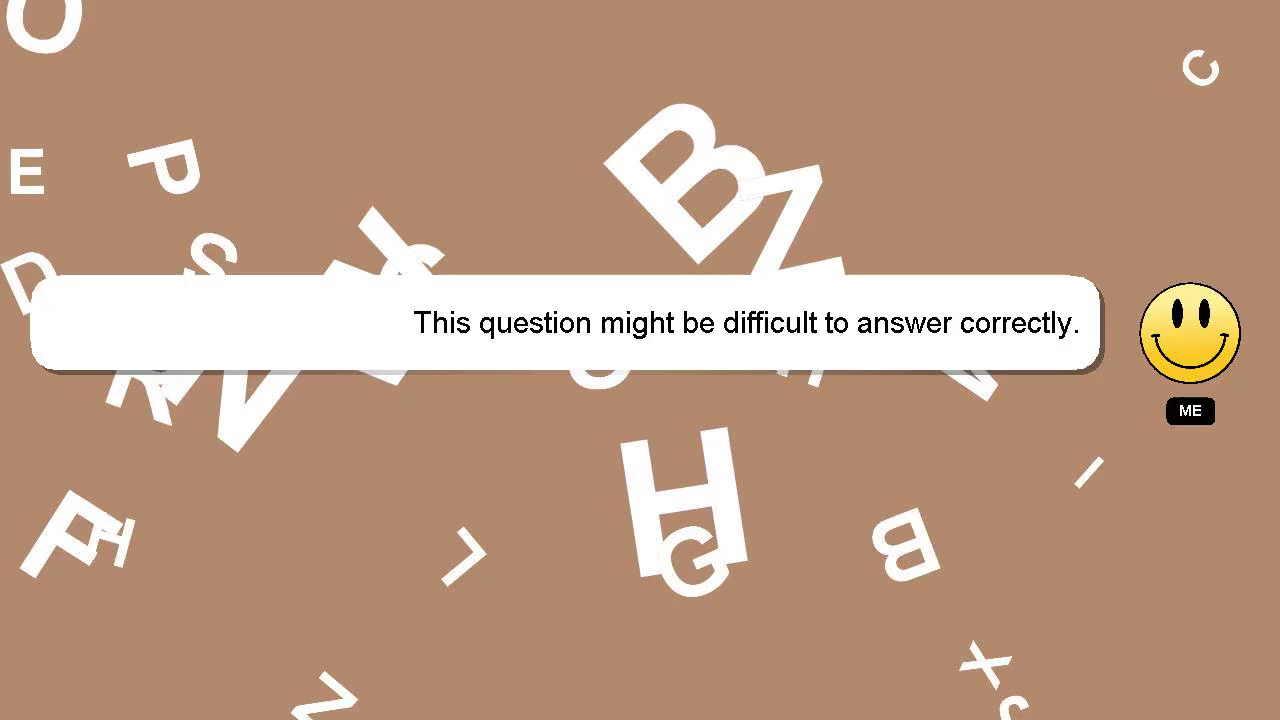 This question might be difficult to answer correctly.
ME
O
C
E
P
B
Z
S
D
R
H
G
F
H
L
B
I
X
Z